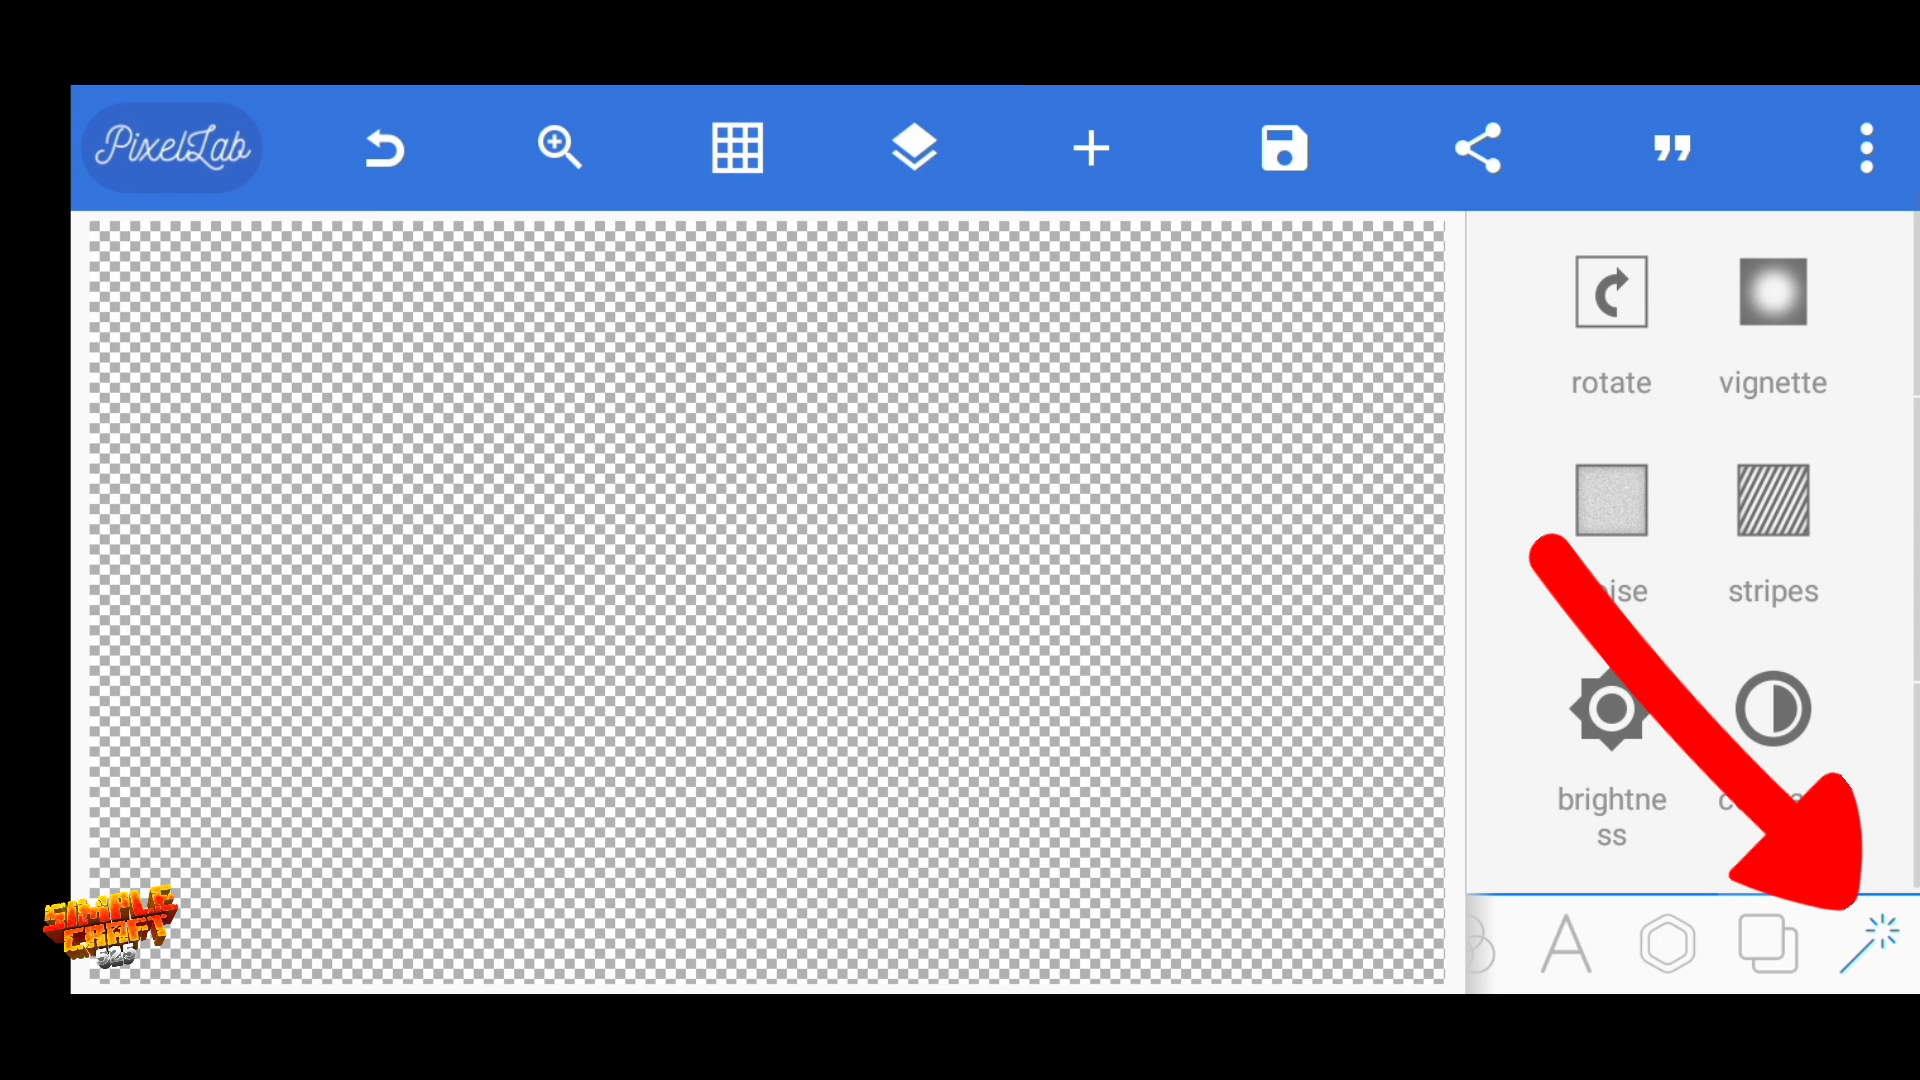 PixelLab
rotate
vignette
stripes
brightne
ss
SIMPLE
CRAFT
525